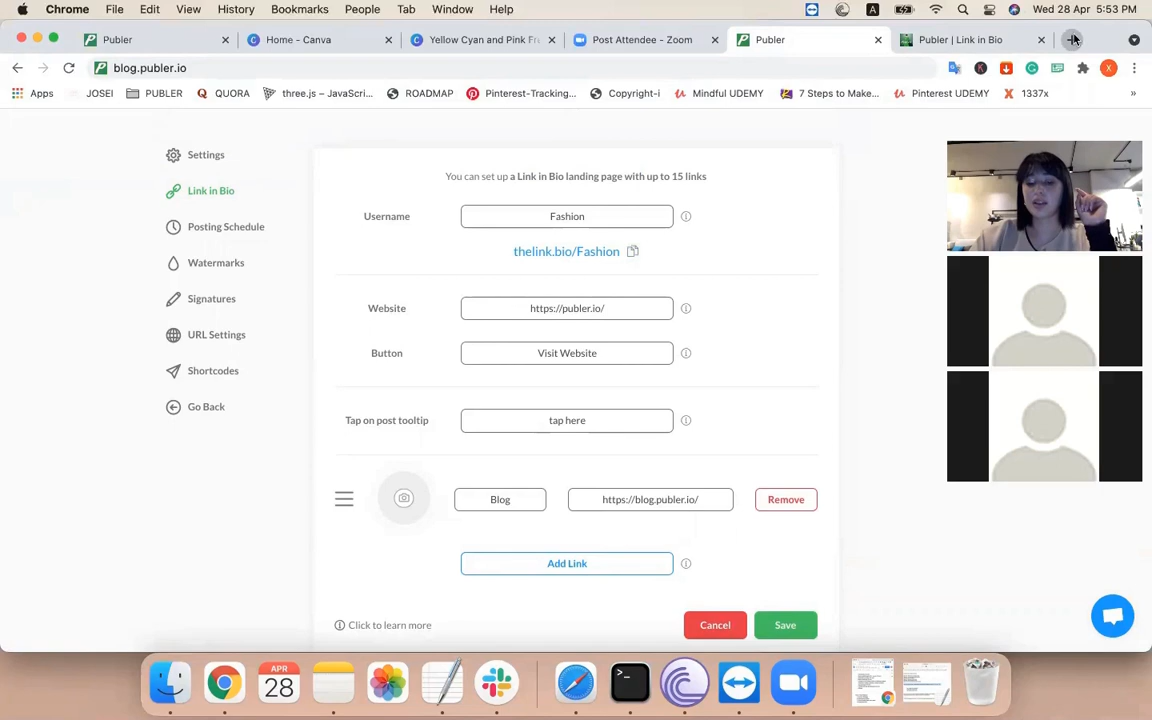 Chrome File Edit View History Bookmarks People Tab Window Help A Wed 28 Apr 5:53 PM
Publer Home - Canva Yellow Cyan and Pink Fr Post Attendee - Zoom Publer Publer | Link in Bio
blog.publer.io
Apps JOSEI PUBLER QUORA three.js – JavaScri... ROADMAP Pinterest-Tracking... Copyright-i Mindful UDEMY 7 Steps to Make... Pinterest UDEMY 1337x »
Settings
Link in Bio
Posting Schedule
Watermarks
Signatures
URL Settings
Shortcodes
Go Back
You can set up a Link in Bio landing page with up to 15 links
Username Fashion
thelink.bio/Fashion
Website https://publer.io/
Button Visit Website
Tap on post tooltip tap here
Blog https://blog.publer.io/ Remove
Add Link
Click to learn more Cancel Save
APR
28